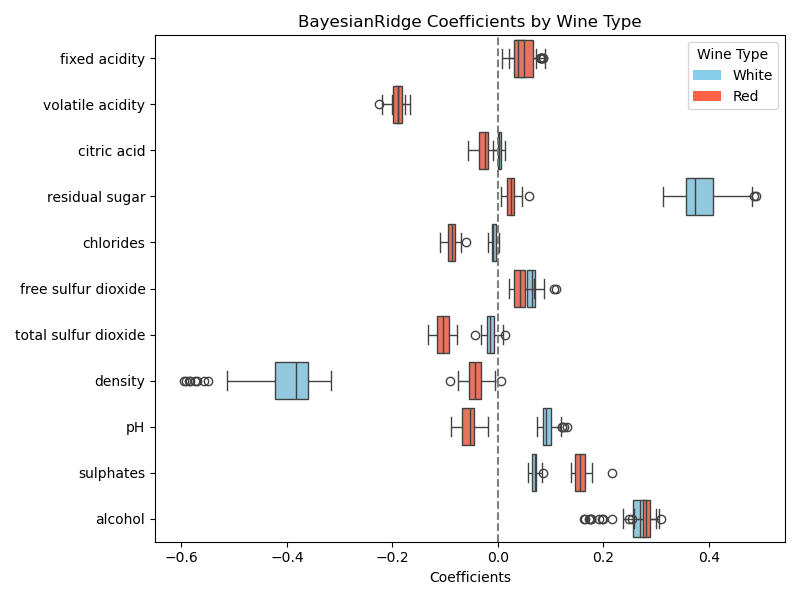 BayesianRidge Coefficients by Wine Type
Wine Type
White
Red
fixed acidity
volatile acidity
citric acid
residual sugar
chlorides
free sulfur dioxide
total sulfur dioxide
density
pH
sulphates
alcohol
−0.6 −0.4 −0.2 0.0 0.2 0.4
Coefficients